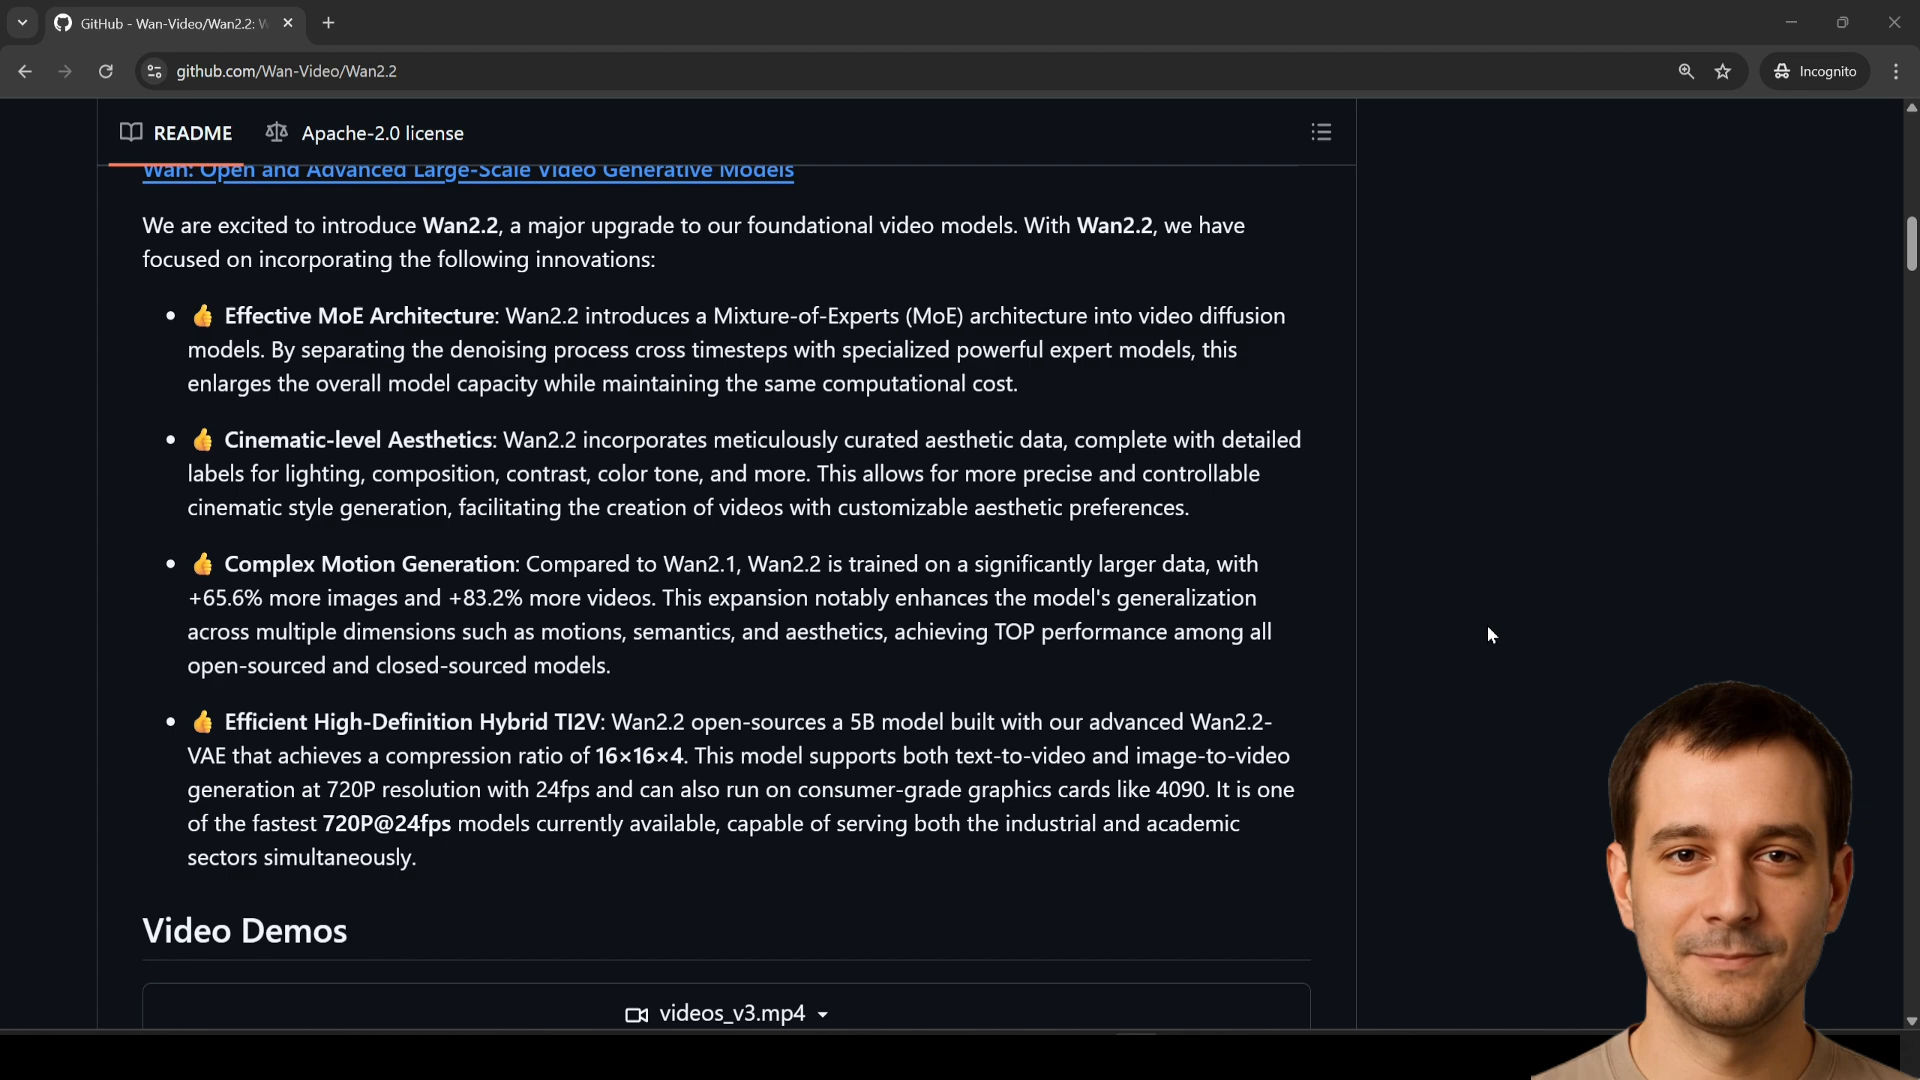 GitHub - Wan-Video/Wan2.2: W
github.com/Wan-Video/Wan2.2
Incognito
README
Apache-2.0 license
Wan: Open and Advanced Large-Scale Video Generative Models
We are excited to introduce Wan2.2, a major upgrade to our foundational video models. With Wan2.2, we have
focused on incorporating the following innovations:
• 👍 Effective MoE Architecture: Wan2.2 introduces a Mixture-of-Experts (MoE) architecture into video diffusion
models. By separating the denoising process cross timesteps with specialized powerful expert models, this
enlarges the overall model capacity while maintaining the same computational cost.
• 👍 Cinematic-level Aesthetics: Wan2.2 incorporates meticulously curated aesthetic data, complete with detailed
labels for lighting, composition, contrast, color tone, and more. This allows for more precise and controllable
cinematic style generation, facilitating the creation of videos with customizable aesthetic preferences.
• 👍 Complex Motion Generation: Compared to Wan2.1, Wan2.2 is trained on a significantly larger data, with
+65.6% more images and +83.2% more videos. This expansion notably enhances the model's generalization
across multiple dimensions such as motions, semantics, and aesthetics, achieving TOP performance among all
open-sourced and closed-sourced models.
• 👍 Efficient High-Definition Hybrid TI2V: Wan2.2 open-sources a 5B model built with our advanced Wan2.2-
VAE that achieves a compression ratio of 16×16×4. This model supports both text-to-video and image-to-video
generation at 720P resolution with 24fps and can also run on consumer-grade graphics cards like 4090. It is one
of the fastest 720P@24fps models currently available, capable of serving both the industrial and academic
sectors simultaneously.
Video Demos
videos_v3.mp4